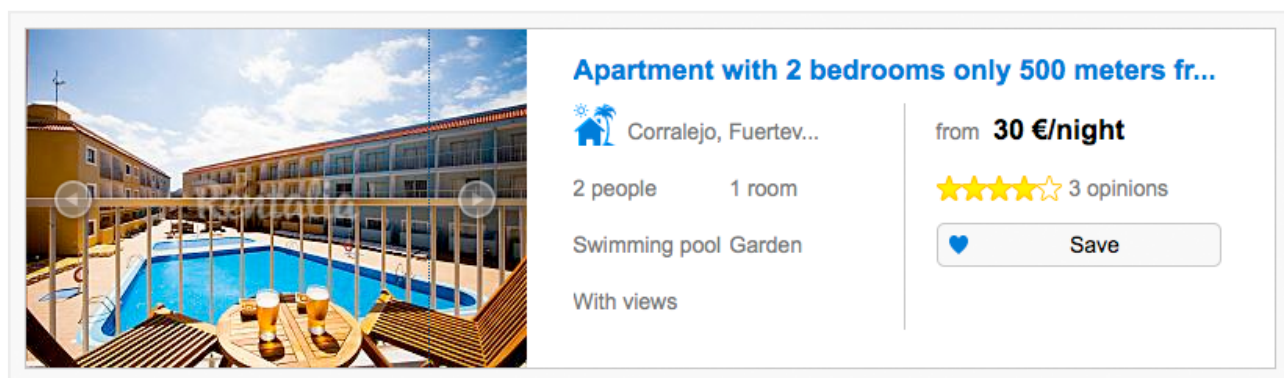 Apartment with 2 bedrooms only 500 meters fr...
Corralejo, Fuertev...
from 30 €/night
2 people 1 room
3 opinions
Swimming pool Garden
Save
With views
Rentalia